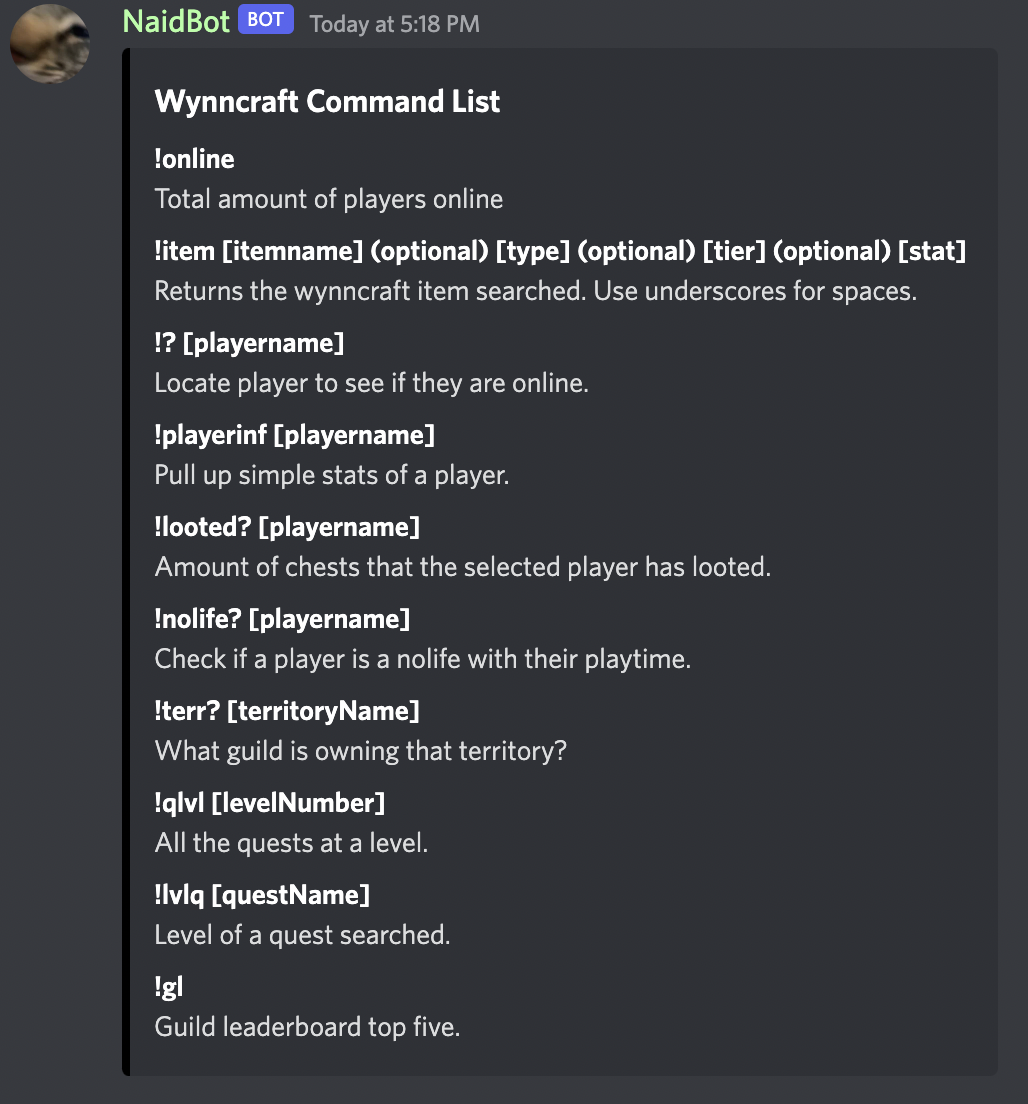 NaidBot BOT Today at 5:18 PM
Wynncraft Command List
!online
Total amount of players online
!item [itemname] (optional) [type] (optional) [tier] (optional) [stat]
Returns the wynncraft item searched. Use underscores for spaces.
!? [playername]
Locate player to see if they are online.
!playerinf [playername]
Pull up simple stats of a player.
!looted? [playername]
Amount of chests that the selected player has looted.
!nolife? [playername]
Check if a player is a nolife with their playtime.
!terr? [territoryName]
What guild is owning that territory?
!qlvl [levelNumber]
All the quests at a level.
!lvlq [questName]
Level of a quest searched.
!gl
Guild leaderboard top five.